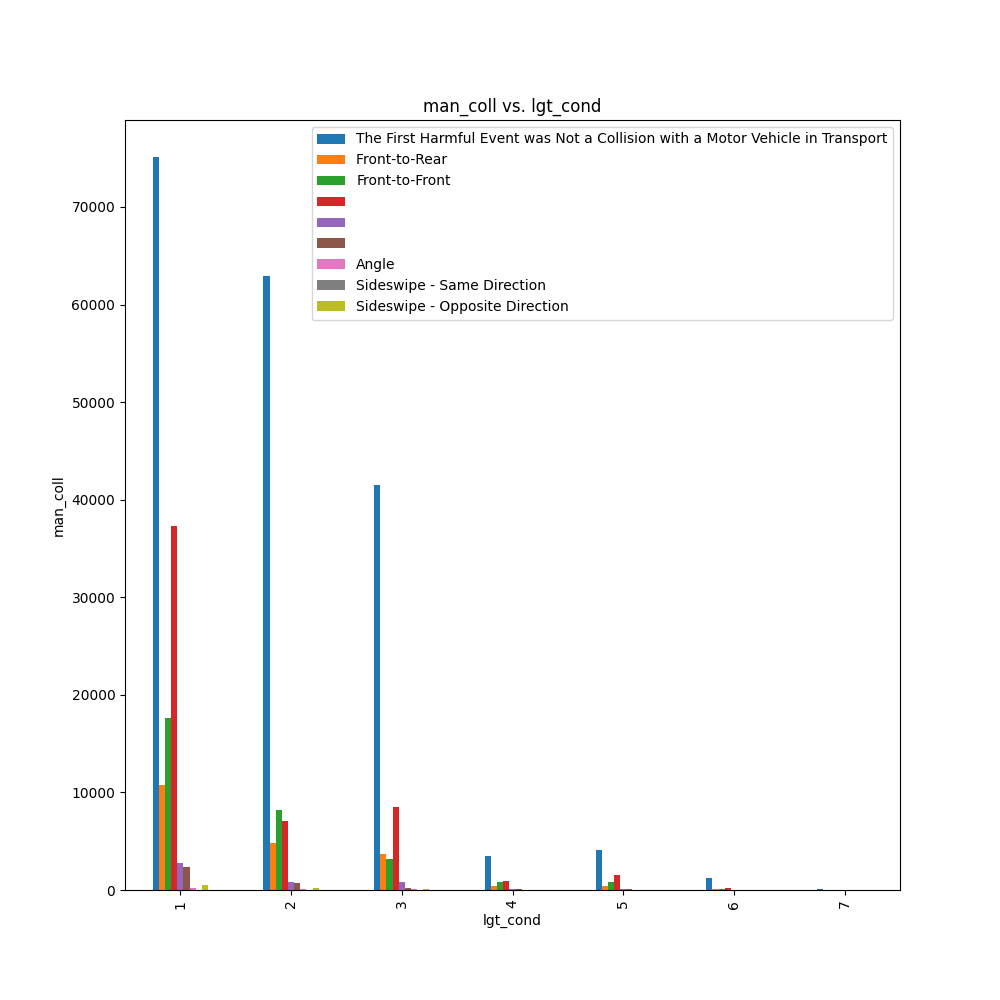 man_coll vs. lgt_cond
The First Harmful Event was Not a Collision with a Motor Vehicle in Transport
Front-to-Rear
Front-to-Front
Angle
Sideswipe - Same Direction
Sideswipe - Opposite Direction
70000
60000
50000
40000
30000
20000
10000
0
man_coll
1
2
3
4
5
6
7
lgt_cond